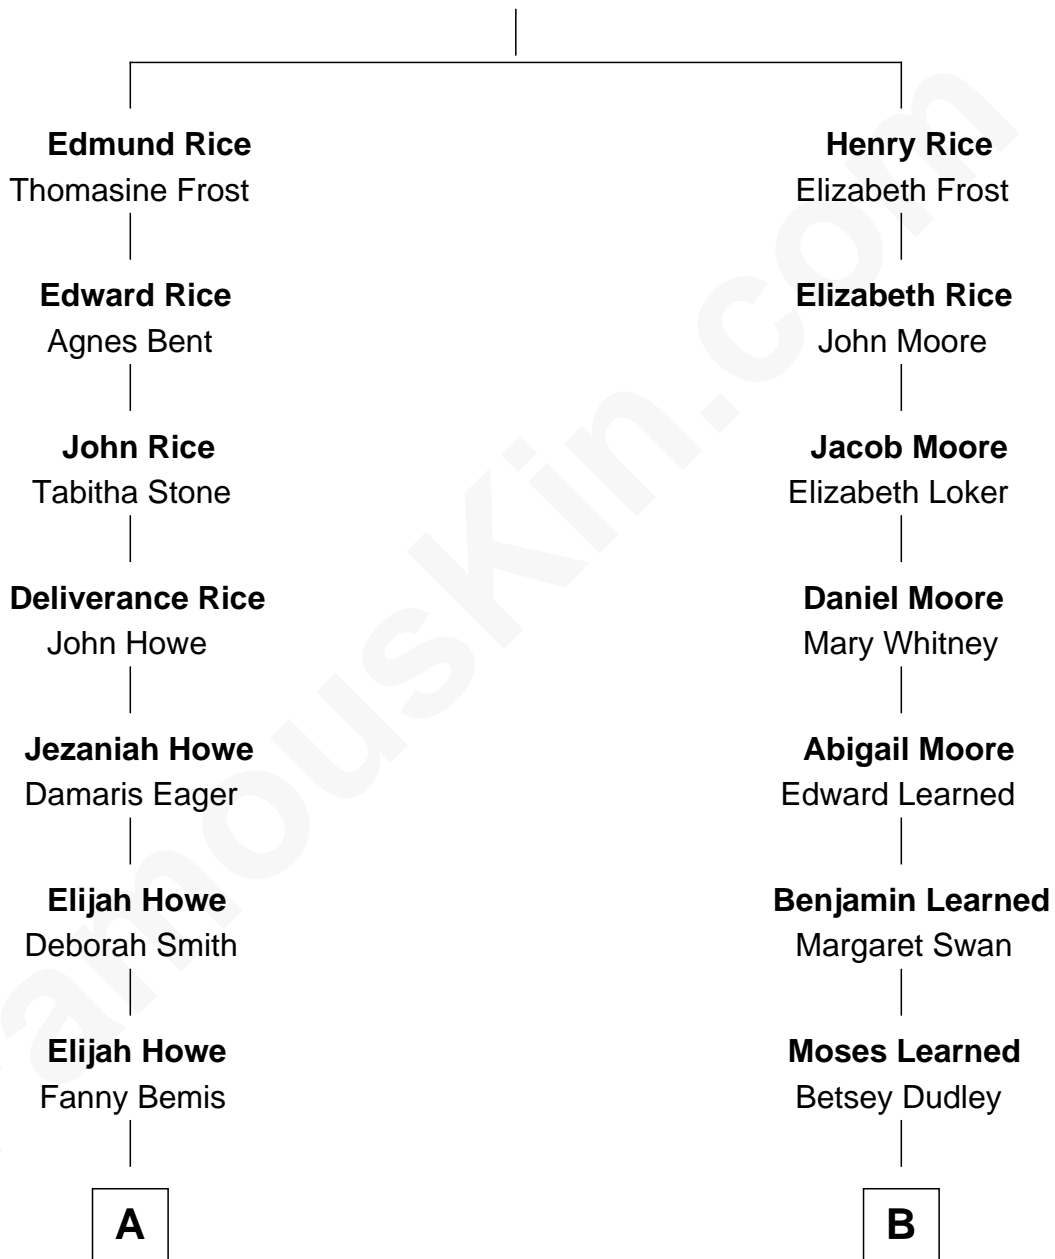 Edmund Rice
Thomasine Frost
Edward Rice
Agnes Bent
John Rice
Tabitha Stone
Deliverance Rice
John Howe
Jezaniah Howe
Damaris Eager
Elijah Howe
Deborah Smith
Elijah Howe
Fanny Bemis
A
Henry Rice
Elizabeth Frost
Elizabeth Rice
John Moore
Jacob Moore
Elizabeth Loker
Daniel Moore
Mary Whitney
Abigail Moore
Edward Learned
Benjamin Learned
Margaret Swan
Moses Learned
Betsey Dudley
B
amousKin.com